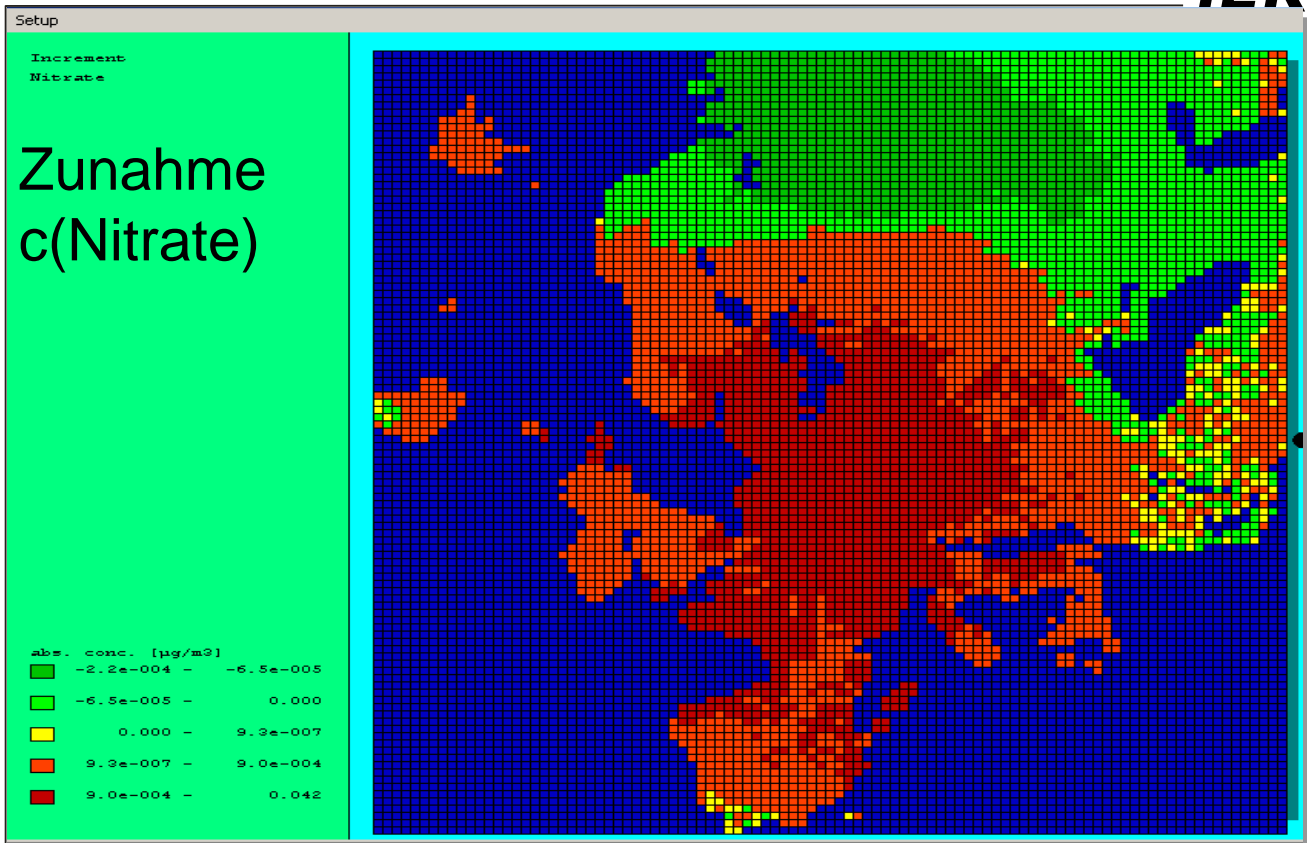 Setup
Increment
Nitrate
Zunahme
c(Nitrate)
abs. conc. [µg/m3]
-2.2e-004 - -6.5e-005
-6.5e-005 - 0.000
0.000 - 9.3e-007
9.3e-007 - 9.0e-004
9.0e-004 - 0.042